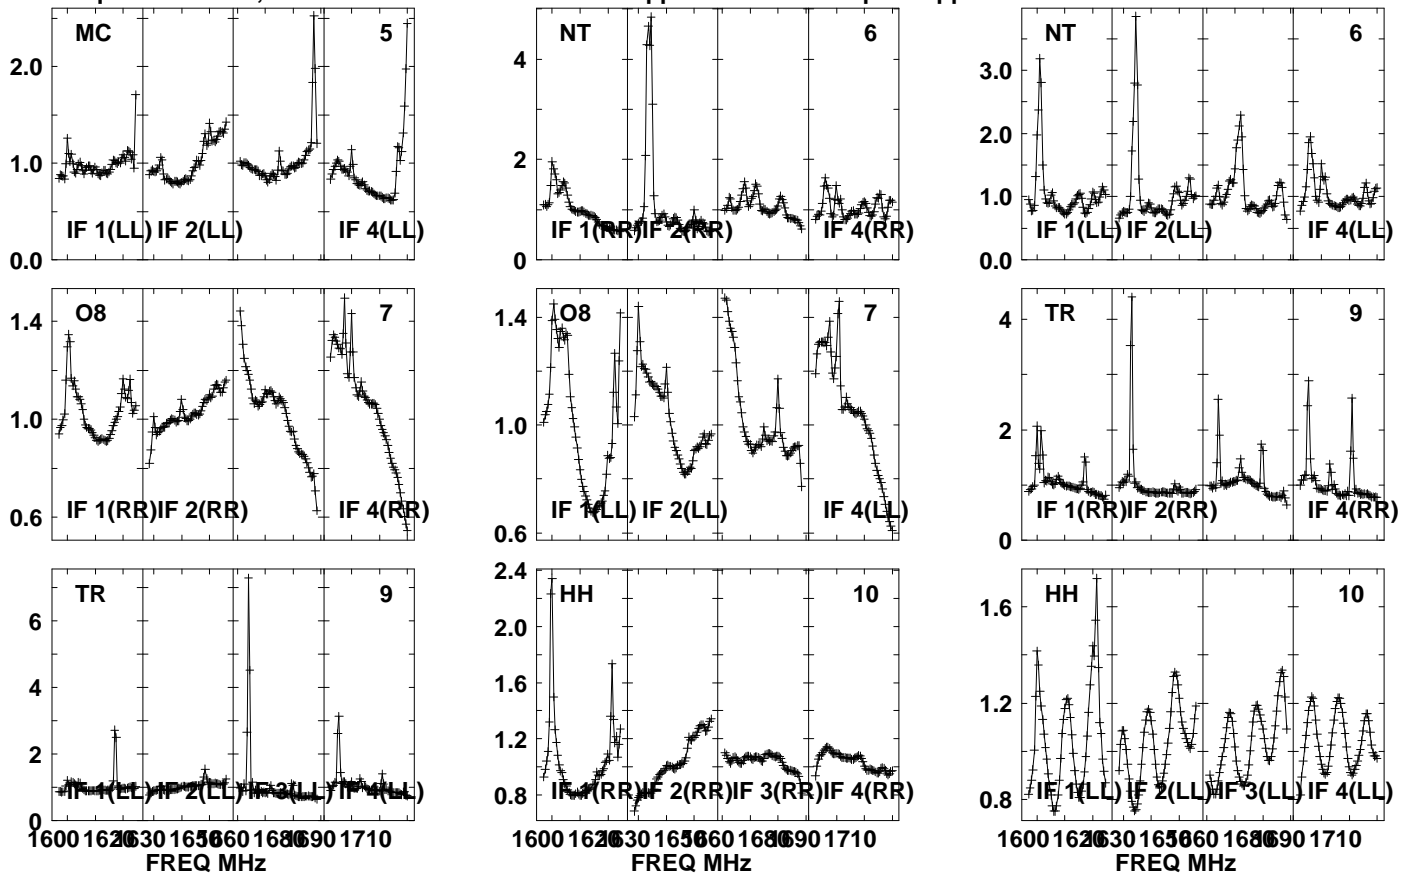 MC 5 NT 6 NT 6
2.0 4 3.0
1.0 2 2.0
1.0
IF 1(LL) IF 2(LL) IF 4(LL) IF 1(RR) IF 2(RR) IF 4(RR) IF 1(LL) IF 2(LL) IF 4(LL)
0.0 0 0.0
O8 7 O8 7 TR 9
1.4 1.4 4
1.0 1.0 2
IF 1(RR) IF 2(RR) IF 4(RR) IF 1(LL) IF 2(LL) IF 4(LL) IF 1(RR) IF 2(RR) IF 4(RR)
0.6 0.6 0
TR 9 HH 10 HH 10
6 2.4 1.6
4 2.0 1.2
2 1.6 0.8
0 1.2
0.8
IF 1(LL) IF 2(LL) IF 3(LL) IF 4(LL) IF 1(RR) IF 2(RR) IF 3(RR) IF 4(RR) IF 1(LL) IF 2(LL) IF 3(LL) IF 4(LL)
1600 1620 1630 1650 1660 1680 1690 1710 1600 1620 1630 1650 1660 1680 1690 1710 1600 1620 1630 1650 1660 1680 1690 1710
FREQ MHz FREQ MHz